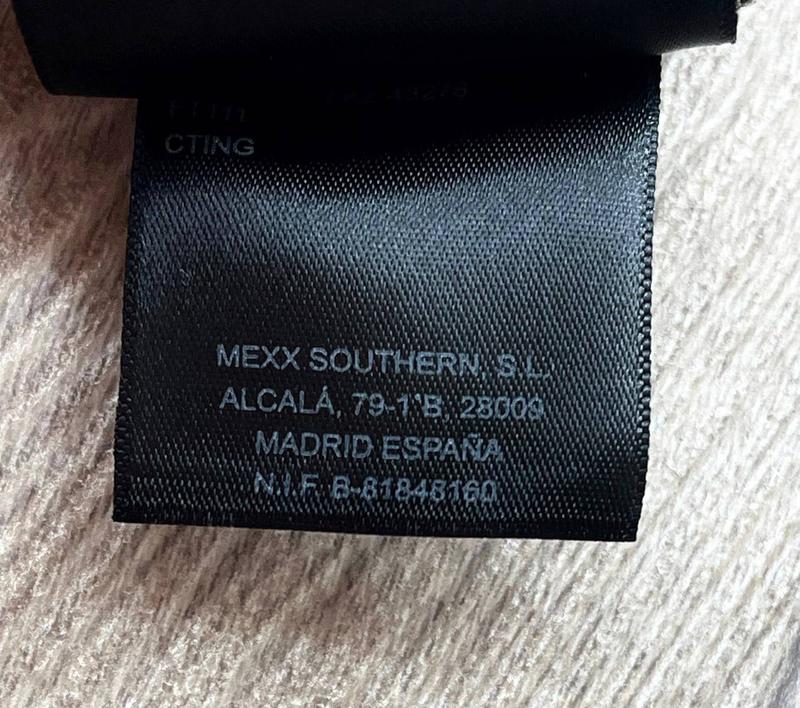 CTING
MEXX SOUTHERN, S.L.
ALCALÁ, 79-1°B, 28009
MADRID ESPAÑA
N.I.F. B-81848160